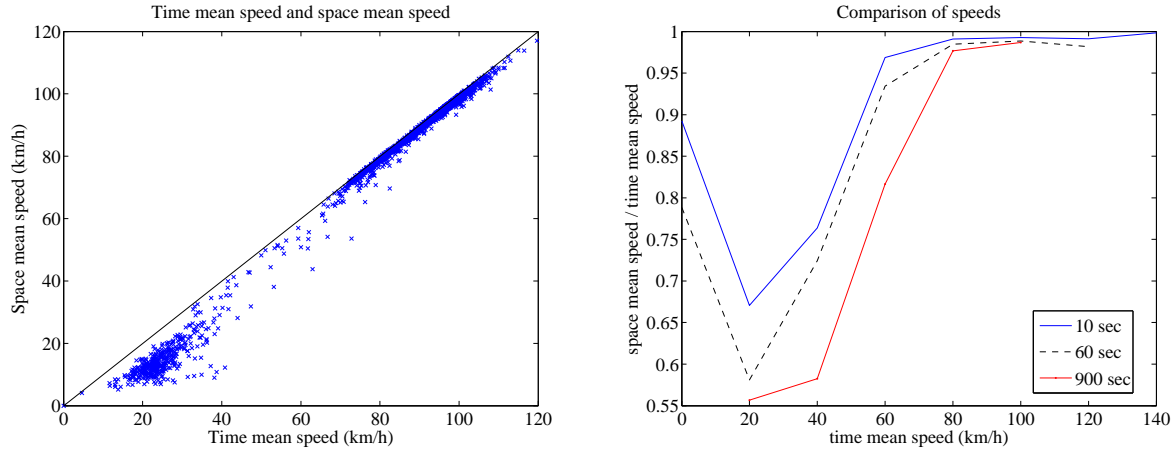 Time mean speed and space mean speed
120
100
80
60
40
20
0
0 20 40 60 80 100 120
Space mean speed (km/h)
Time mean speed (km/h)
Comparison of speeds
1
0.95
0.9
0.85
0.8
0.75
0.7
0.65
0.6
0.55
0 20 40 60 80 100 120 140
space mean speed / time mean speed
time mean speed (km/h)
10 sec
60 sec
900 sec